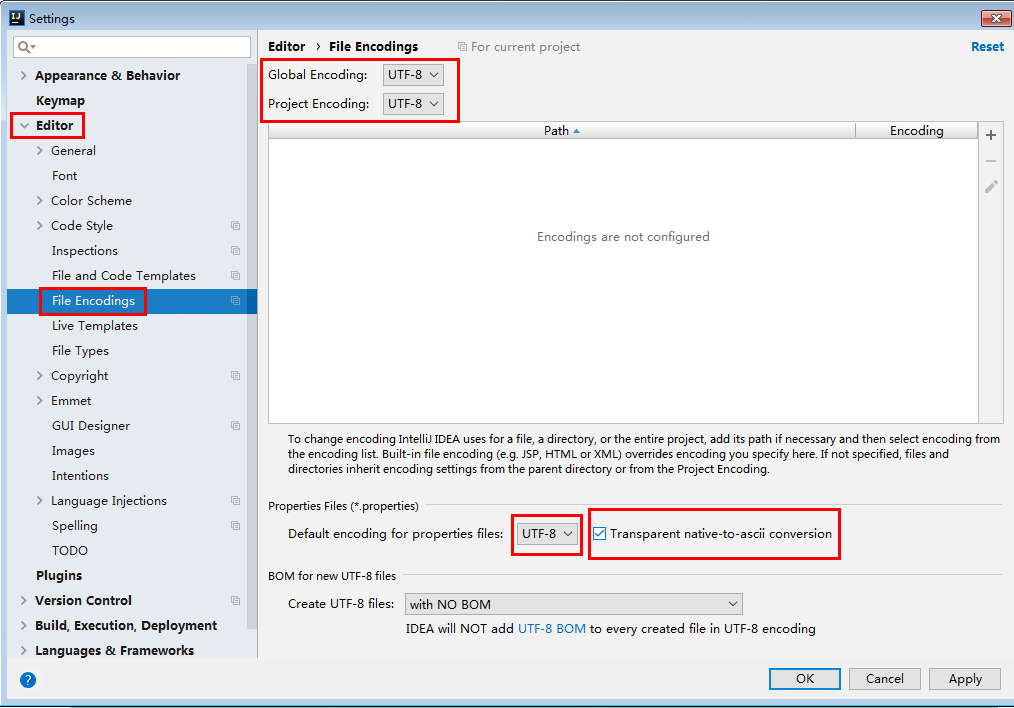 Settings
Appearance & Behavior
Keymap
Editor
General
Font
Color Scheme
Code Style
Inspections
File and Code Templates
File Encodings
Live Templates
File Types
Copyright
Emmet
GUI Designer
Images
Intentions
Language Injections
Spelling
TODO
Plugins
Version Control
Build, Execution, Deployment
Languages & Frameworks
Editor › File Encodings For current project Reset
Global Encoding: UTF-8
Project Encoding: UTF-8
Path Encoding
Encodings are not configured
To change encoding IntelliJ IDEA uses for a file, a directory, or the entire project, add its path if necessary and then select encoding from
the encoding list. Built-in file encoding (e.g. JSP, HTML or XML) overrides encoding you specify here. If not specified, files and
directories inherit encoding settings from the parent directory or from the Project Encoding.
Properties Files (*.properties)
Default encoding for properties files: UTF-8 Transparent native-to-ascii conversion
BOM for new UTF-8 files
Create UTF-8 files: with NO BOM
IDEA will NOT add UTF-8 BOM to every created file in UTF-8 encoding
? OK Cancel Apply